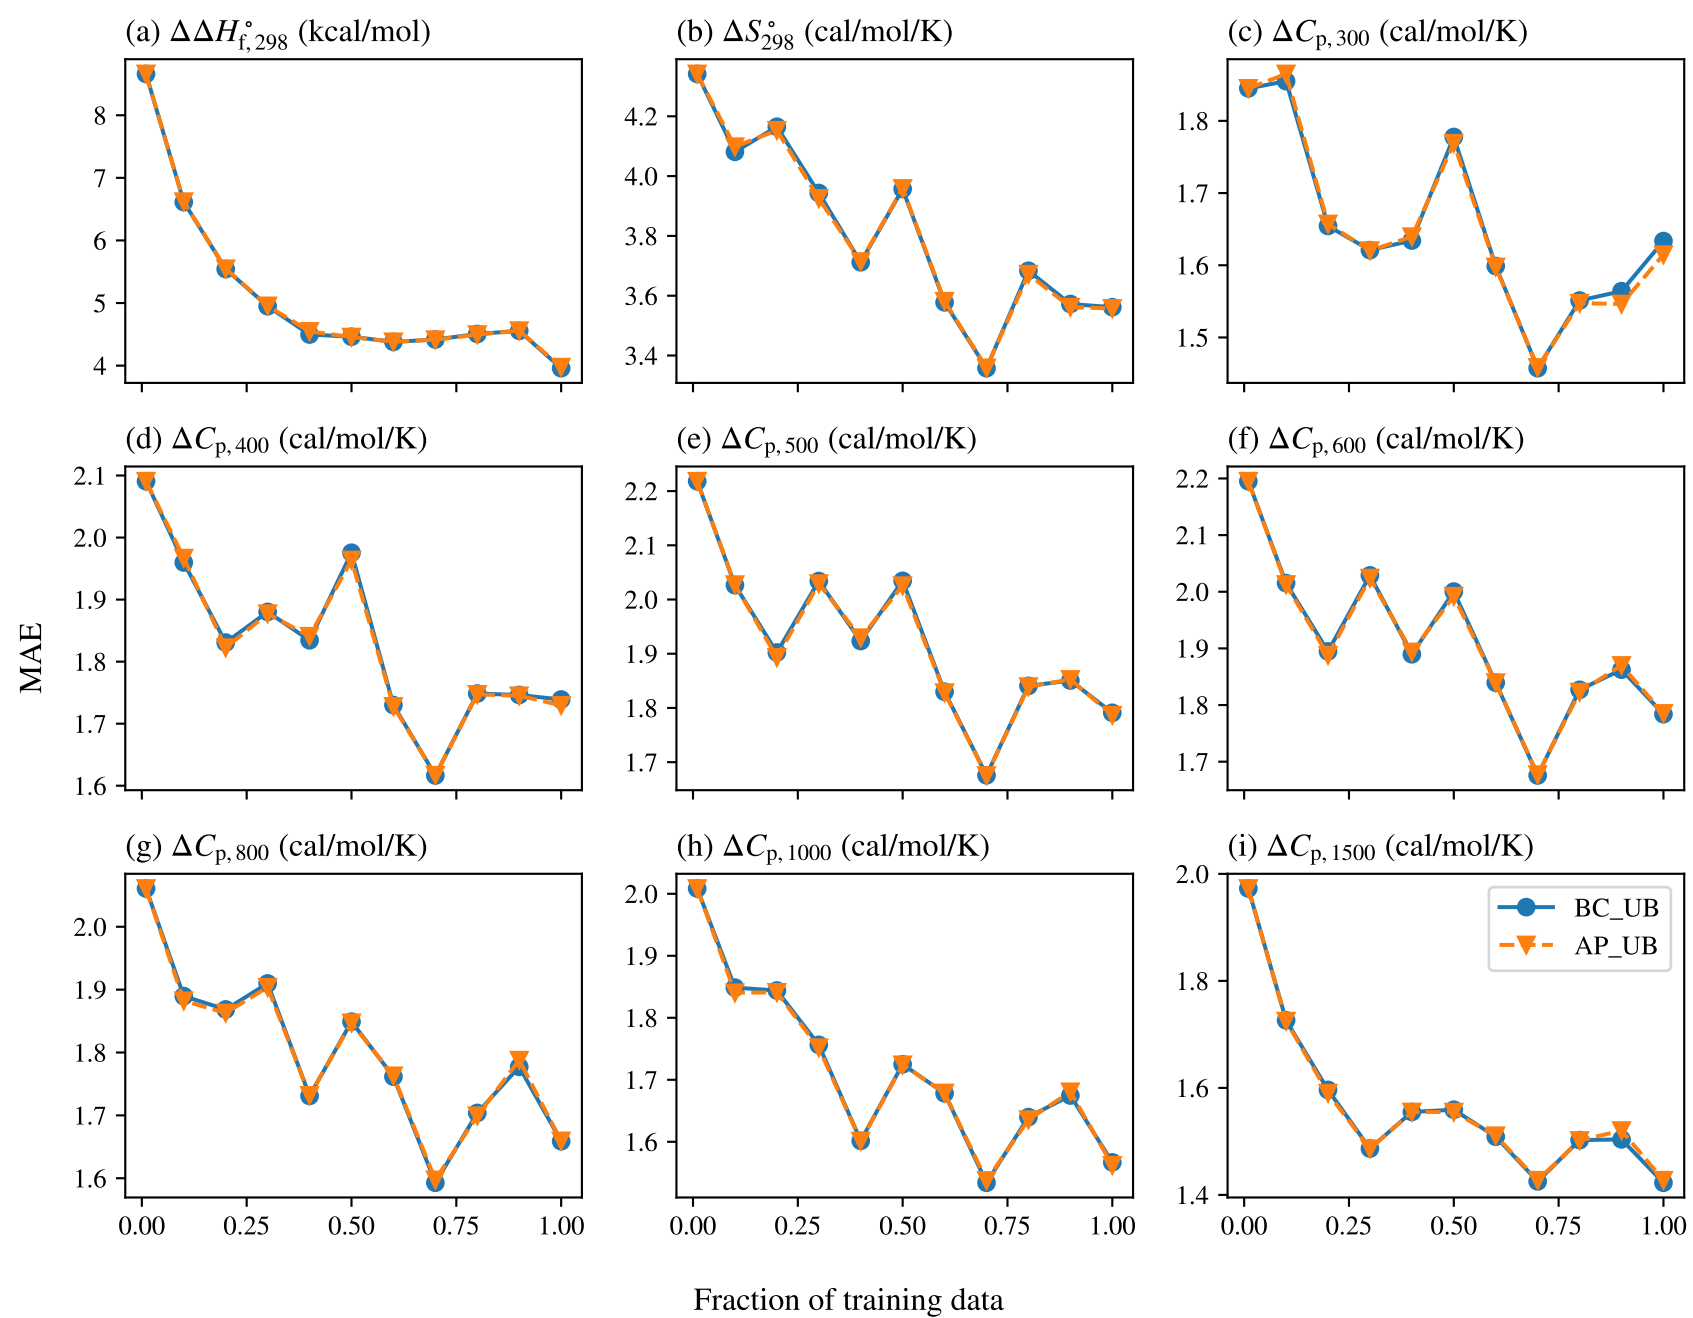 (a) ΔΔH°f, 298 (kcal/mol)
(b) ΔS°298 (cal/mol/K)
(c) ΔCp, 300 (cal/mol/K)
8
7
6
5
4
4.2
4.0
3.8
3.6
3.4
1.8
1.7
1.6
1.5
(d) ΔCp, 400 (cal/mol/K)
(e) ΔCp, 500 (cal/mol/K)
(f) ΔCp, 600 (cal/mol/K)
MAE
2.1
2.0
1.9
1.8
1.7
1.6
2.2
2.1
2.0
1.9
1.8
1.7
2.2
2.1
2.0
1.9
1.8
1.7
(g) ΔCp, 800 (cal/mol/K)
(h) ΔCp, 1000 (cal/mol/K)
(i) ΔCp, 1500 (cal/mol/K)
2.0
1.9
1.8
1.7
1.6
2.0
1.9
1.8
1.7
1.6
2.0
1.8
1.6
1.4
BC_UB
AP_UB
0.00 0.25 0.50 0.75 1.00
0.00 0.25 0.50 0.75 1.00
0.00 0.25 0.50 0.75 1.00
Fraction of training data